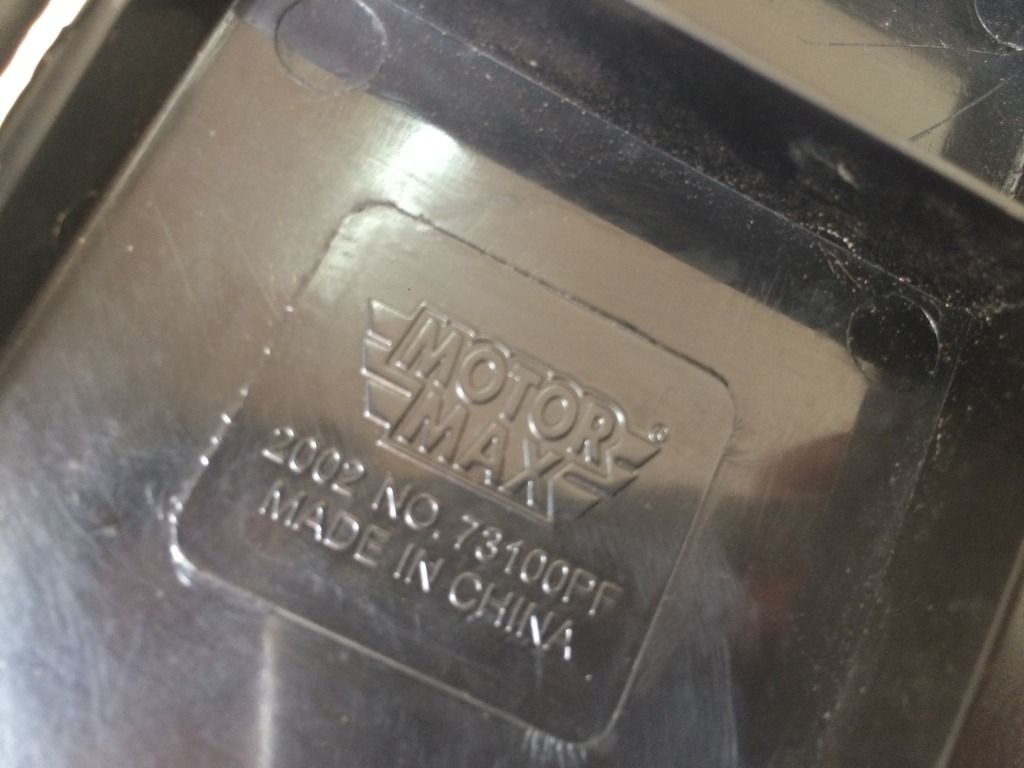 MOTOR®
MAX
2002 NO. 73100PF
MADE IN CHINA